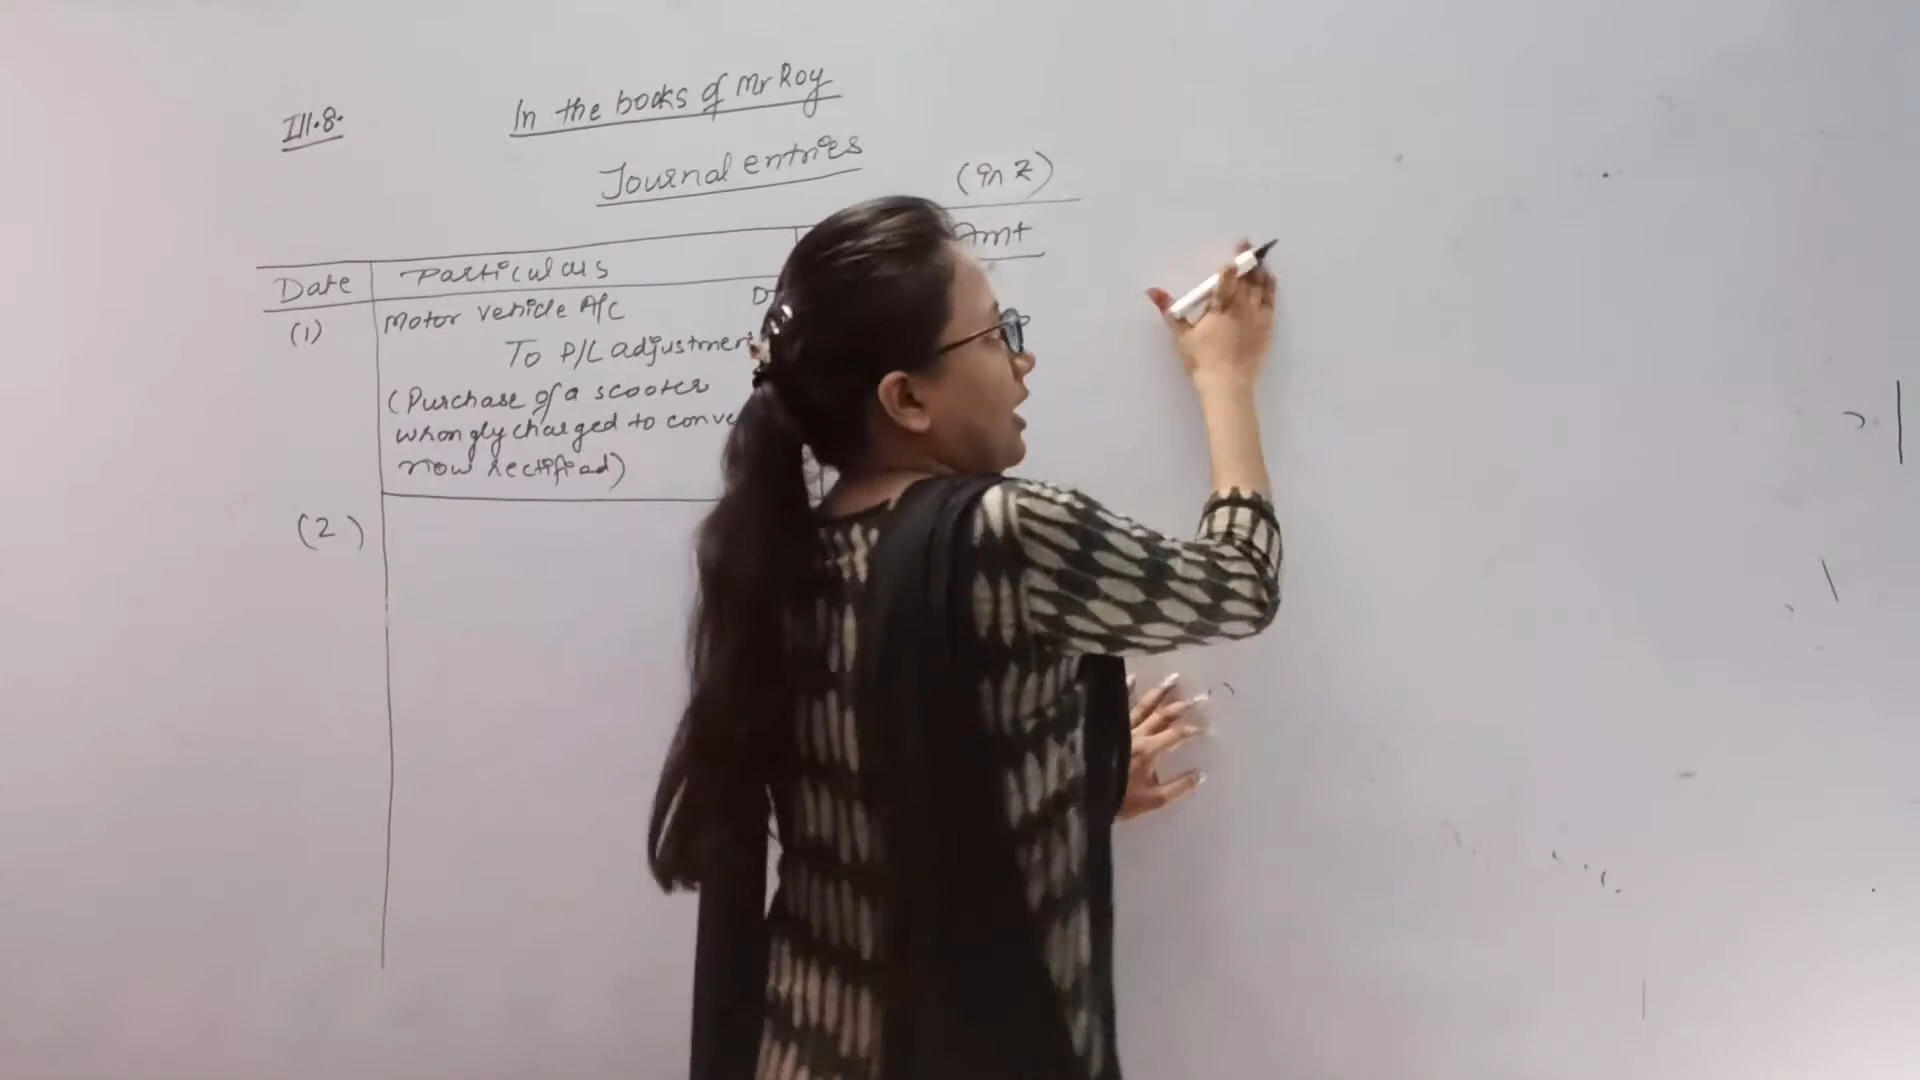 Ill.8.
In the books of Mr Roy
Journal entries
(in ₹)
Date Particulars Amt
(1) Motor vehicle A/C D
To P/L adjustmen
(Purchase of a scooter
wrongly charged to conve
now rectified)
(2)